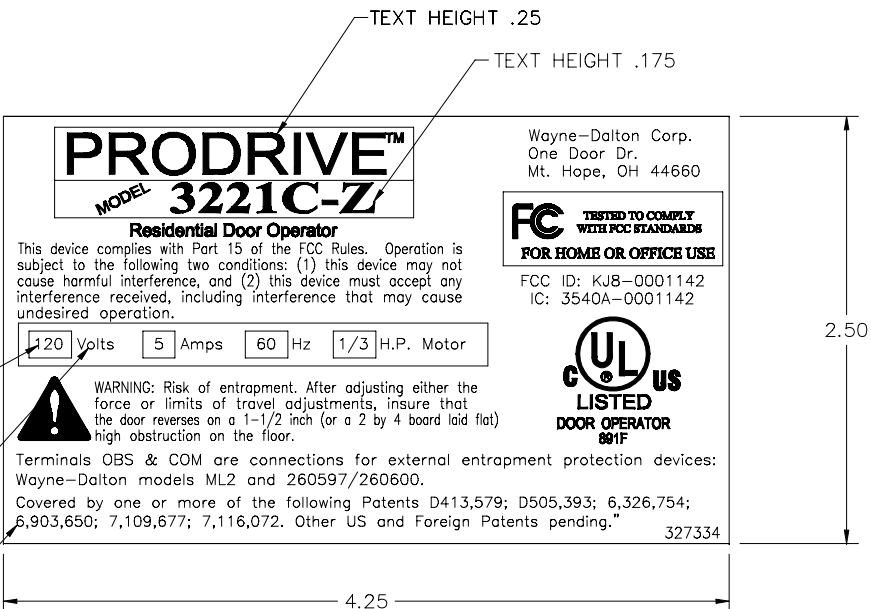 TEXT HEIGHT .25
TEXT HEIGHT .175
PRODRIVE™
MODEL 3221C-Z
Residential Door Operator
This device complies with Part 15 of the FCC Rules. Operation is
subject to the following two conditions: (1) this device may not
cause harmful interference, and (2) this device must accept any
interference received, including interference that may cause
undesired operation.
120 Volts 5 Amps 60 Hz 1/3 H.P. Motor
WARNING: Risk of entrapment. After adjusting either the
force or limits of travel adjustments, insure that
the door reverses on a 1-1/2 inch (or a 2 by 4 board laid flat)
high obstruction on the floor.
Wayne-Dalton Corp.
One Door Dr.
Mt. Hope, OH 44660
FC TESTED TO COMPLY
WITH FCC STANDARDS
FOR HOME OR OFFICE USE
FCC ID: KJ8-0001142
IC: 3540A-0001142
C UL ® US
LISTED
DOOR OPERATOR
891F
Terminals OBS & COM are connections for external entrapment protection devices:
Wayne-Dalton models ML2 and 260597/260600.
Covered by one or more of the following Patents D413,579; D505,393; 6,326,754;
6,903,650; 7,109,677; 7,116,072. Other US and Foreign Patents pending."
327334
2.50
4.25